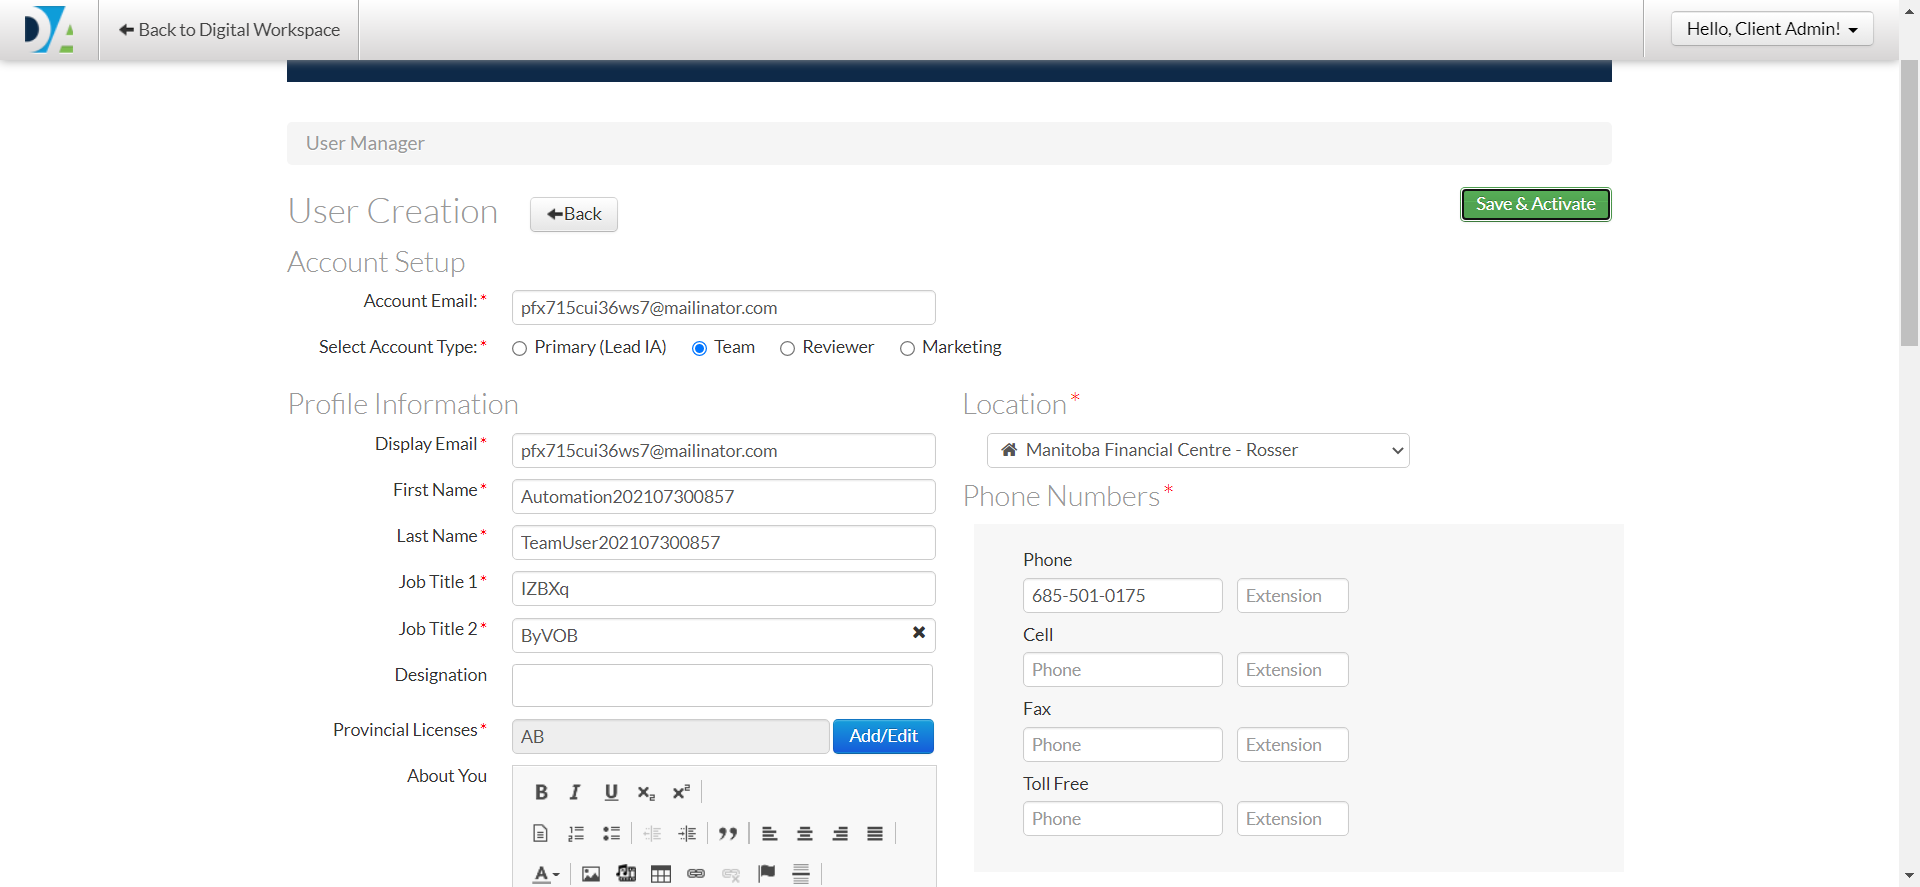 Back to Digital Workspace
Hello, Client Admin!
User Manager
User Creation
Back
Save & Activate
Account Setup
Account Email:*
pfx715cui36ws7@mailinator.com
Select Account Type:*
Primary (Lead IA)
Team
Reviewer
Marketing
Profile Information
Display Email*
pfx715cui36ws7@mailinator.com
First Name*
Automation202107300857
Last Name*
TeamUser202107300857
Job Title 1*
IZBXq
Job Title 2*
ByVOB
Designation
Provincial Licenses*
AB
Add/Edit
About You
Location*
Manitoba Financial Centre - Rosser
Phone Numbers*
Phone
685-501-0175
Extension
Cell
Phone
Extension
Fax
Phone
Extension
Toll Free
Phone
Extension